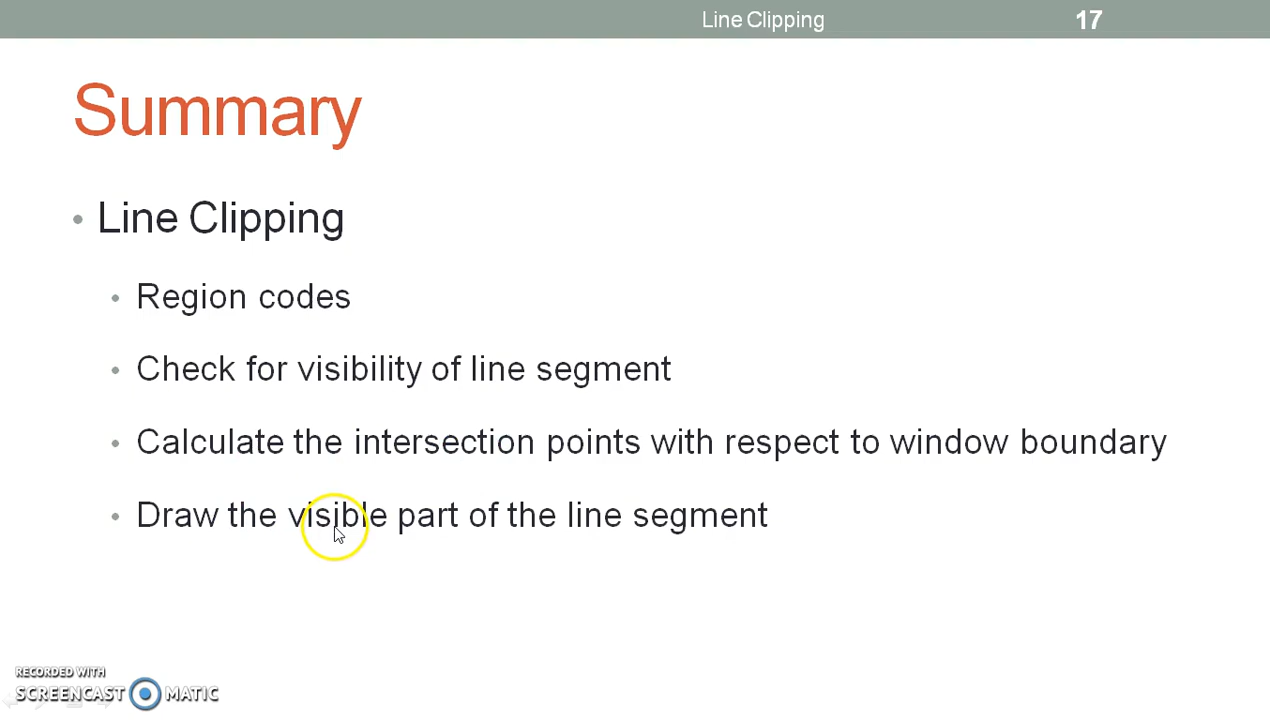 Line Clipping 17
Summary
• Line Clipping
• Region codes
• Check for visibility of line segment
• Calculate the intersection points with respect to window boundary
• Draw the visible part of the line segment
RECORDED WITH
SCREENCAST MATIC